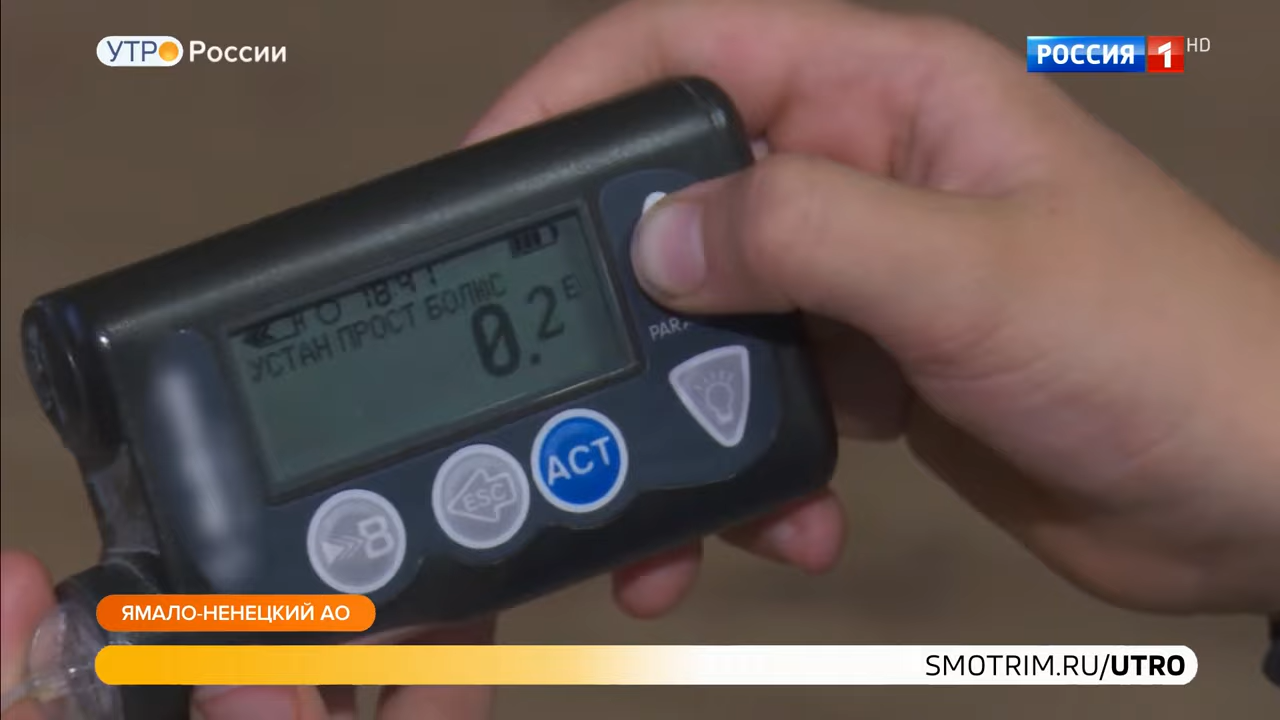 УТРО России
РОССИЯ 1 HD
18:41
УСТАН ПРОСТ БОЛЮС
0.2 E
B
ESC
ACT
ЯМАЛО-НЕНЕЦКИЙ АО
SMOTRIM.RU/UTRO